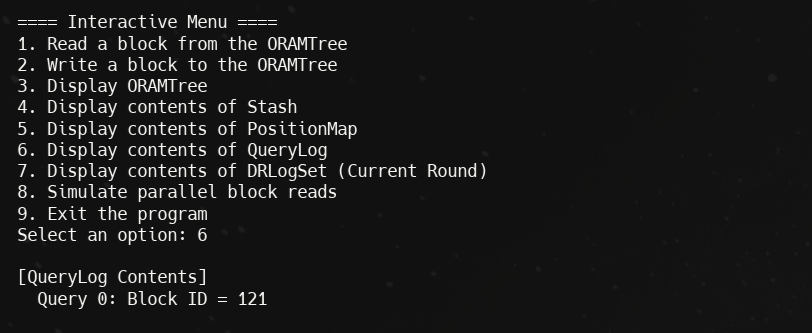 ==== Interactive Menu ====
1. Read a block from the ORAMTree
2. Write a block to the ORAMTree
3. Display ORAMTree
4. Display contents of Stash
5. Display contents of PositionMap
6. Display contents of QueryLog
7. Display contents of DRLogSet (Current Round)
8. Simulate parallel block reads
9. Exit the program
Select an option: 6
[QueryLog Contents]
Query 0: Block ID = 121